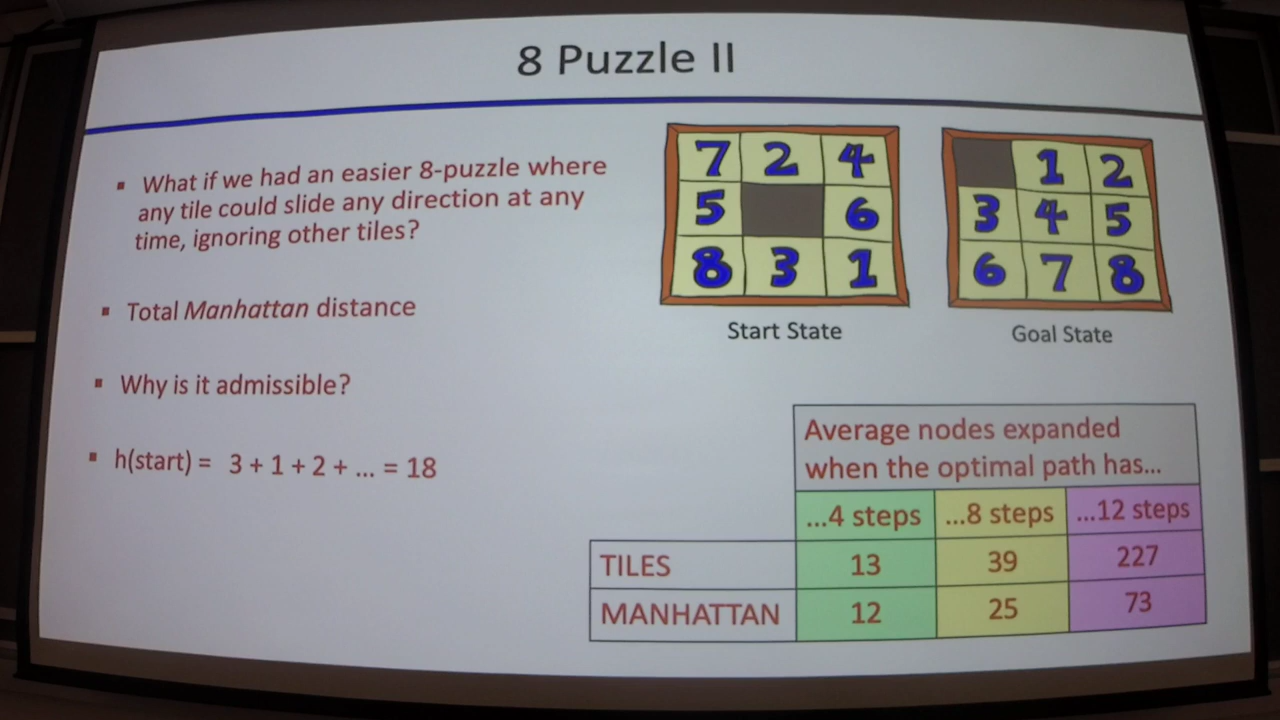 8 Puzzle II
▪ What if we had an easier 8-puzzle where
any tile could slide any direction at any
time, ignoring other tiles?
▪ Total Manhattan distance
▪ Why is it admissible?
▪ h(start) = 3 + 1 + 2 + ... = 18
7 2 4
5 6
8 3 1
Start State
1 2
3 4 5
6 7 8
Goal State
Average nodes expanded
when the optimal path has...
...4 steps ...8 steps ...12 steps
TILES 13 39 227
MANHATTAN 12 25 73